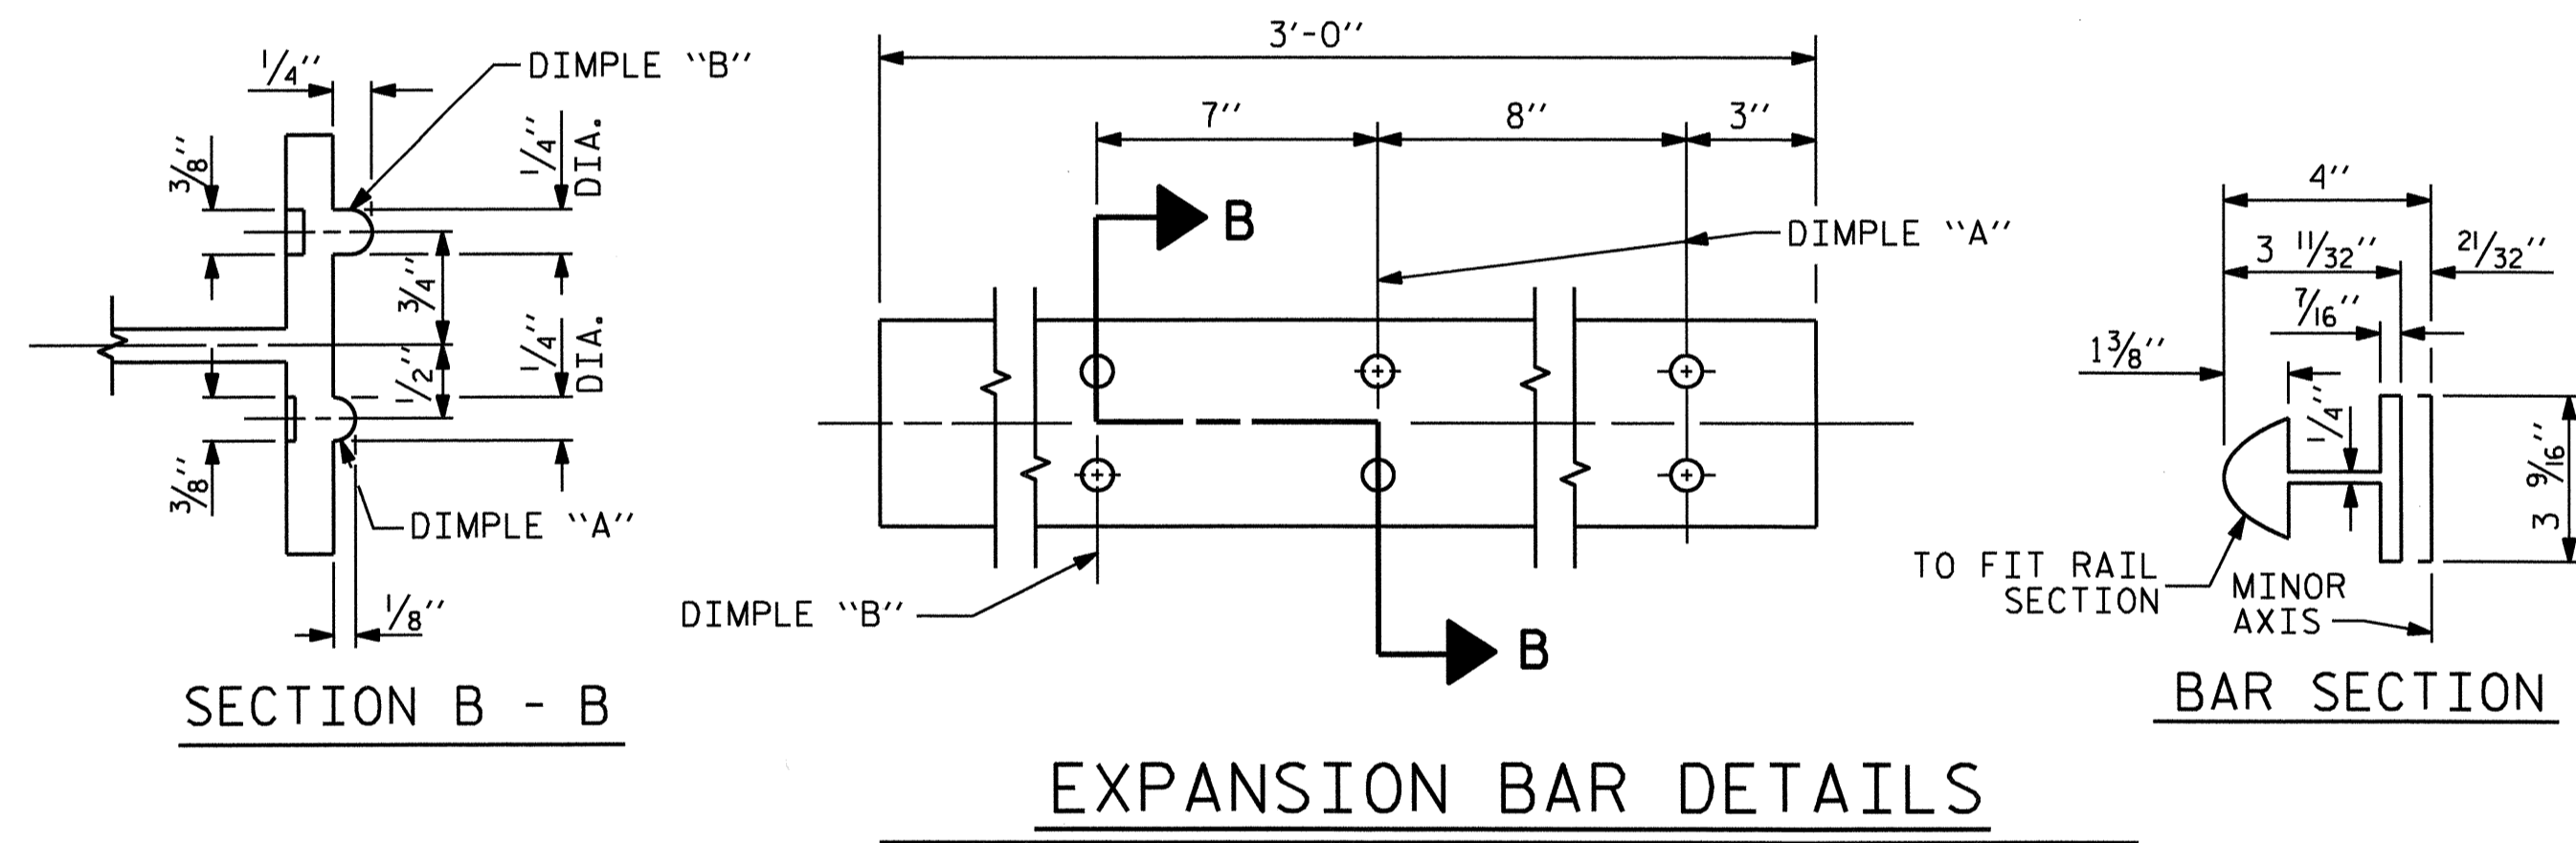 1/4''
DIMPLE ''B''
3/8''
1/4''
DIA.
3/4''
1/2''
1/4''
DIA.
3/8''
DIMPLE ''A''
1/8''
SECTION B - B
3'-0''
7''
8''
3''
B
DIMPLE ''A''
DIMPLE ''B''
B
4''
3 11/32''
21/32''
7/16''
1 3/8''
1/4''
3 9/16''
TO FIT RAIL
SECTION
MINOR
AXIS
BAR SECTION
EXPANSION BAR DETAILS